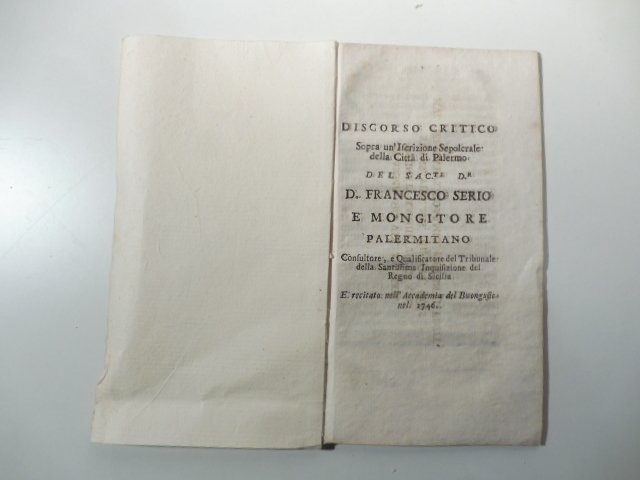 DISCORSO CRITICO
Sopra un' Iscrizione Sepolcrale
della Città di Palermo
DEL SAC.TE D.R
D. FRANCESCO SERIO
E MONGITORE
PALERMITANO
Consultore, e Qualificatore del Tribunale
della Santissima Inquisizione del
Regno di Sicilia.
E recitato nell' Accademia del Buongusto
nel 1746.